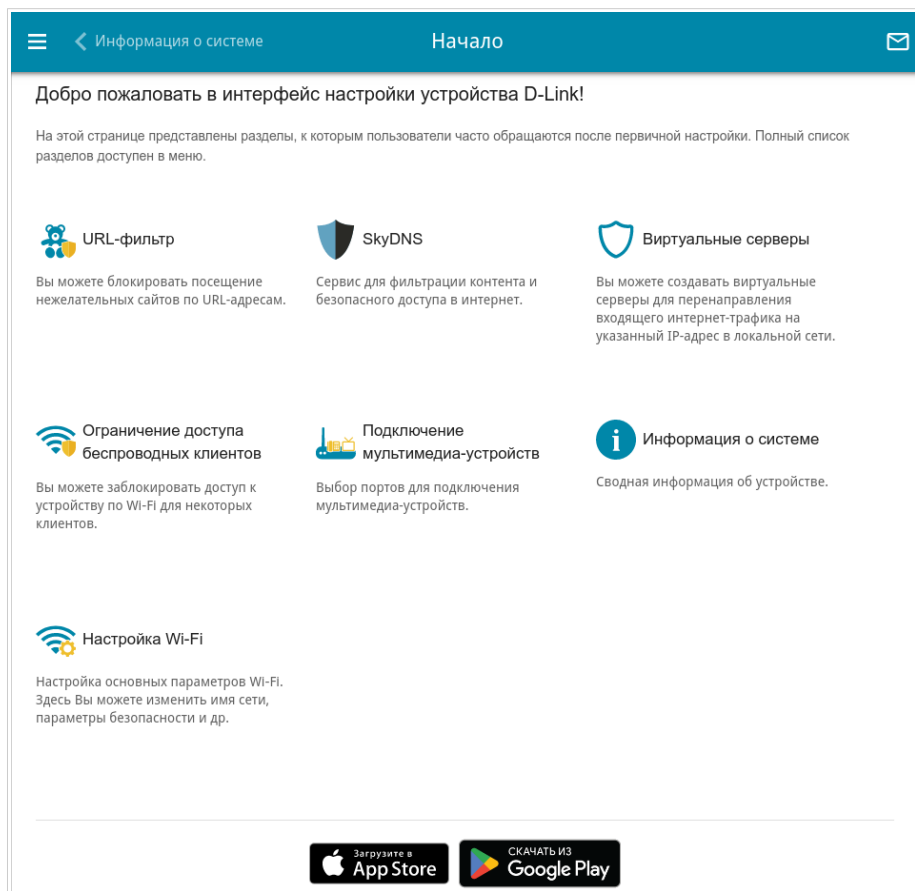 Информация о системе
Начало
Добро пожаловать в интерфейс настройки устройства D-Link!
На этой странице представлены разделы, к которым пользователи часто обращаются после первичной настройки. Полный список
разделов доступен в меню.
URL-фильтр
Вы можете блокировать посещение
нежелательных сайтов по URL-адресам.
SkyDNS
Сервис для фильтрации контента и
безопасного доступа в интернет.
Виртуальные серверы
Вы можете создавать виртуальные
серверы для перенаправления
входящего интернет-трафика на
указанный IP-адрес в локальной сети.
Ограничение доступа
беспроводных клиентов
Вы можете заблокировать доступ к
устройству по Wi-Fi для некоторых
клиентов.
Подключение
мультимедиа-устройств
Выбор портов для подключения
мультимедиа-устройств.
Информация о системе
Сводная информация об устройстве.
Настройка Wi-Fi
Настройка основных параметров Wi-Fi.
Здесь Вы можете изменить имя сети,
параметры безопасности и др.
Загрузите в
App Store
СКАЧАТЬ ИЗ
Google Play